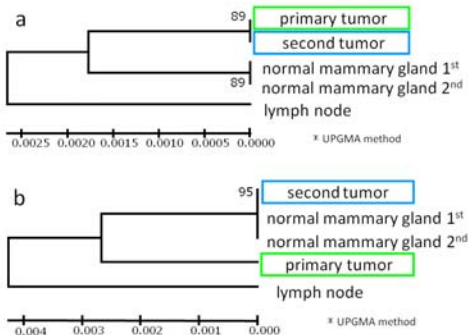 a
89
primary tumor
second tumor
89
normal mammary gland 1st
normal mammary gland 2nd
lymph node
0.0025 0.0020 0.0015 0.0010 0.0005 0.0000
* UPGMA method
b
95
second tumor
normal mammary gland 1st
normal mammary gland 2nd
primary tumor
lymph node
0.004 0.003 0.002 0.001 0.000
* UPGMA method